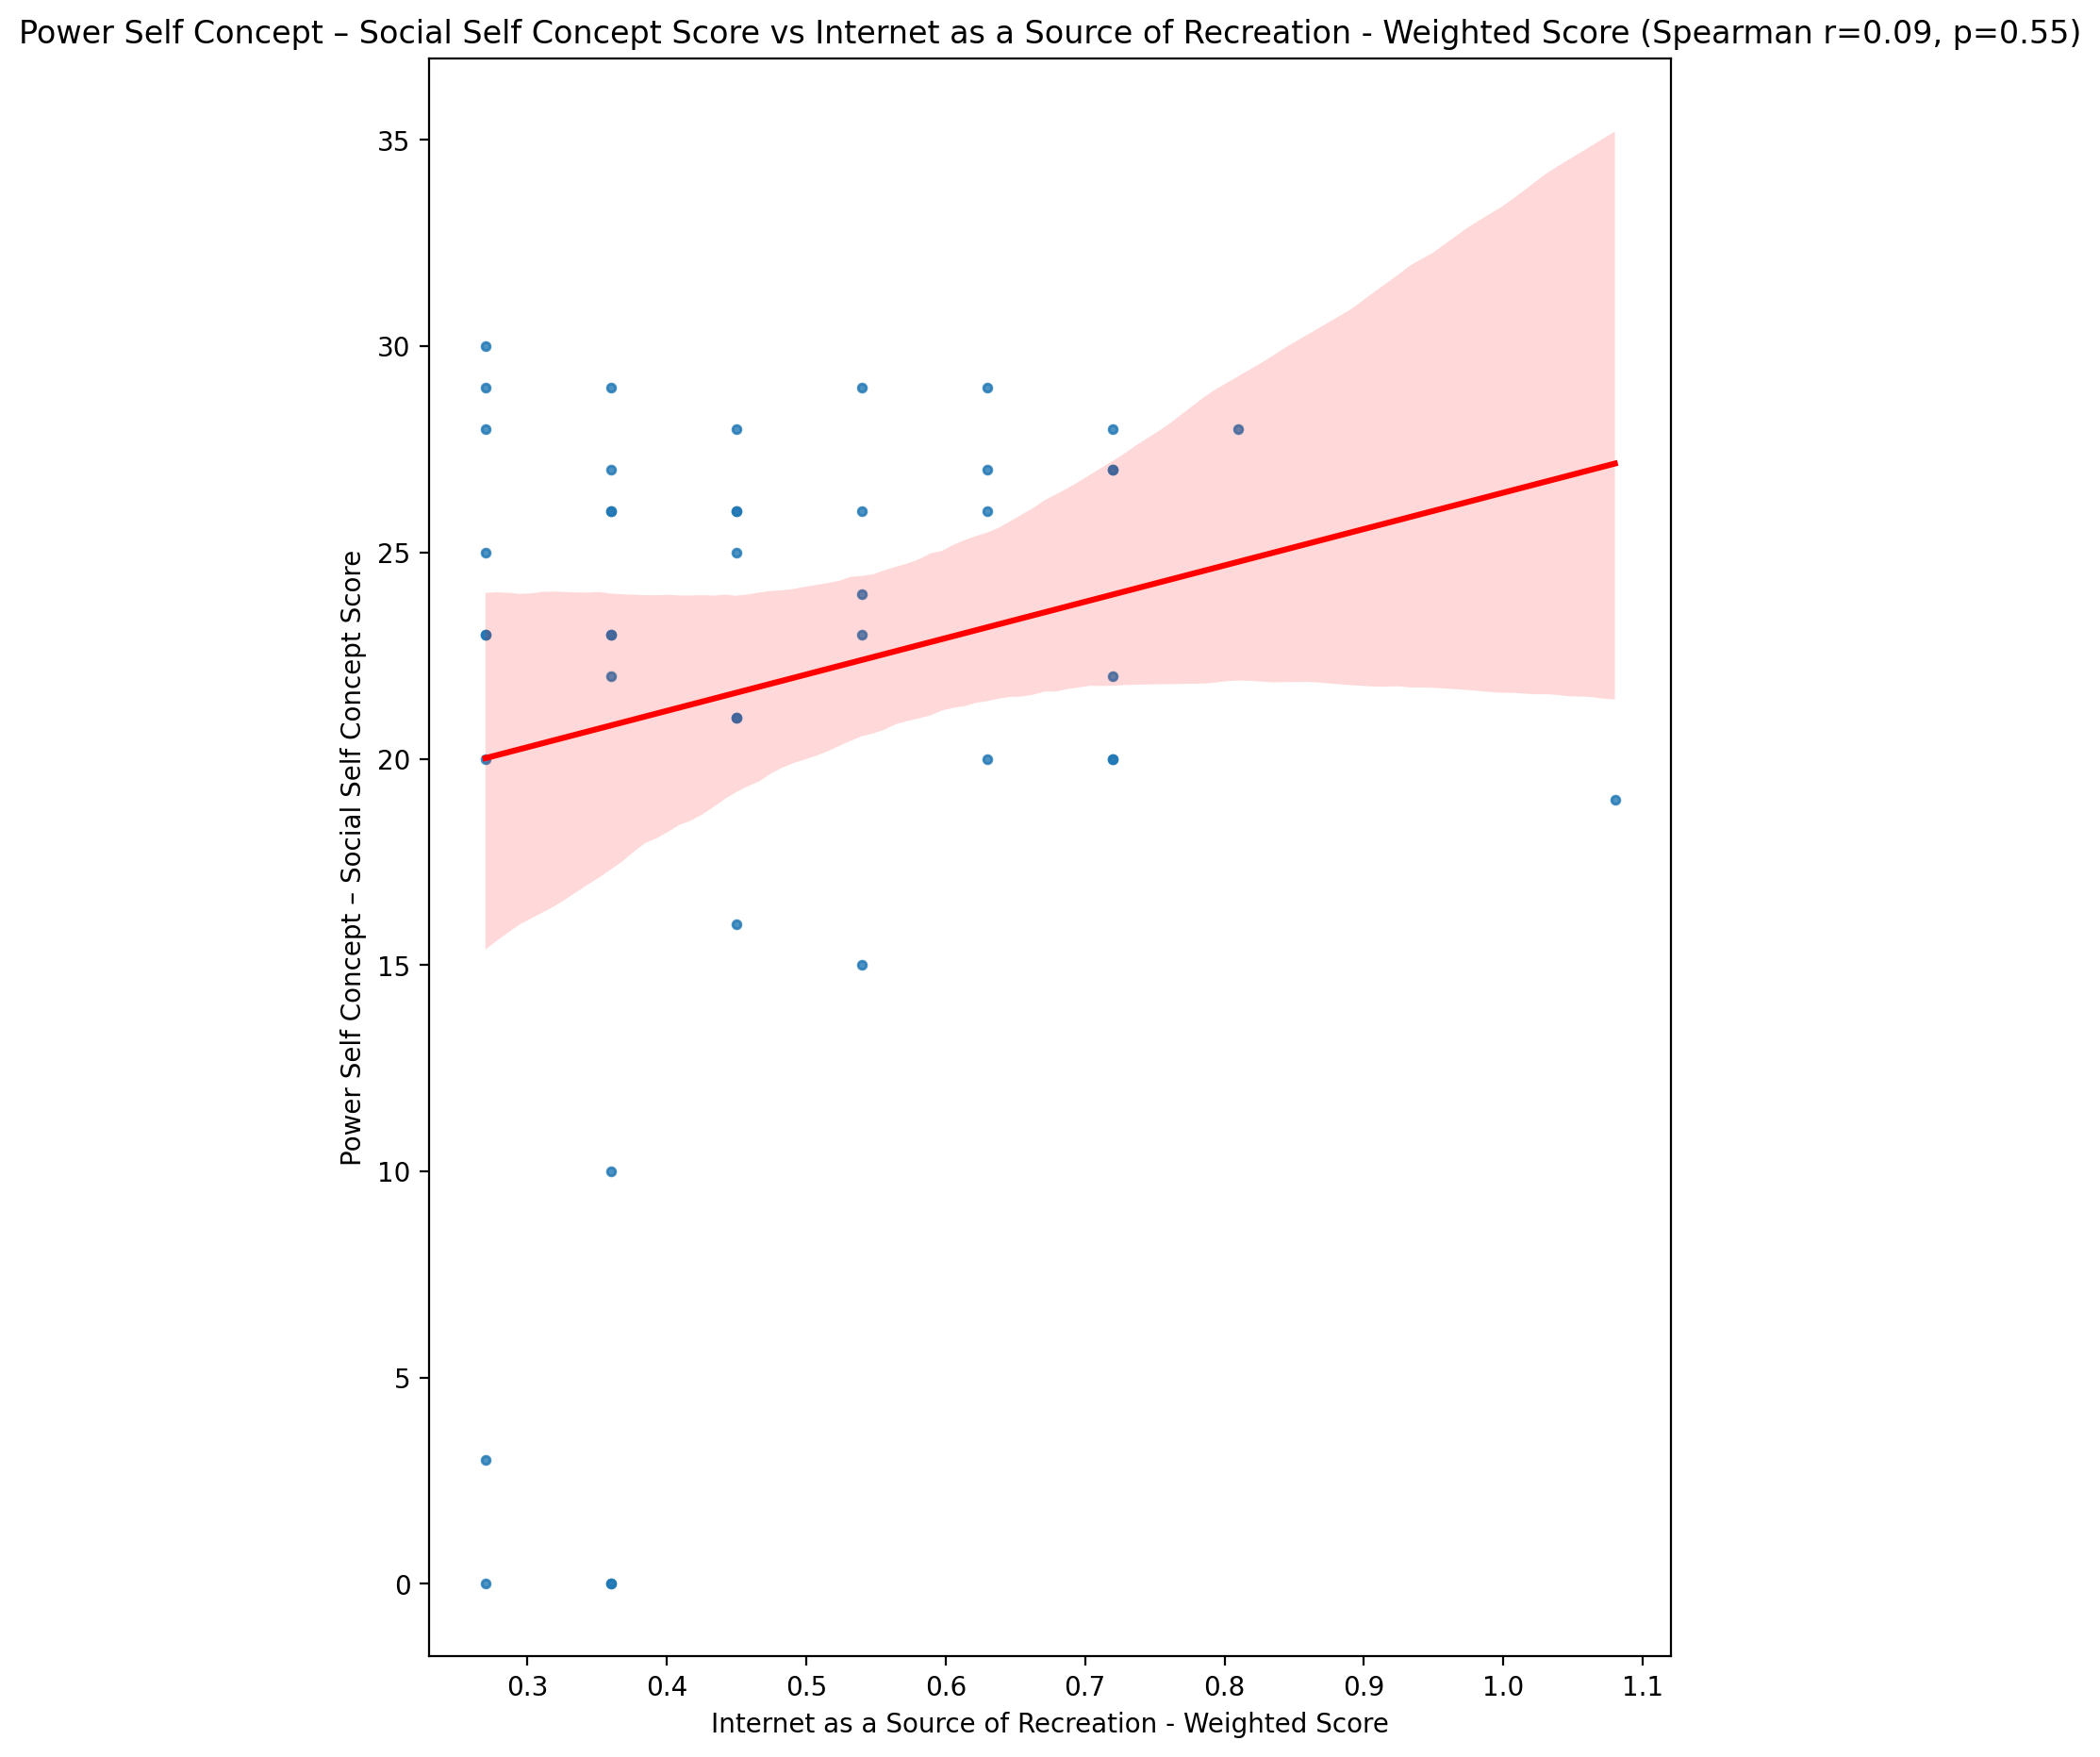 Power Self Concept – Social Self Concept Score vs Internet as a Source of Recreation - Weighted Score (Spearman r=0.09, p=0.55)
Power Self Concept – Social Self Concept Score
35
30
25
20
15
10
5
0
0.3 0.4 0.5 0.6 0.7 0.8 0.9 1.0 1.1
Internet as a Source of Recreation - Weighted Score